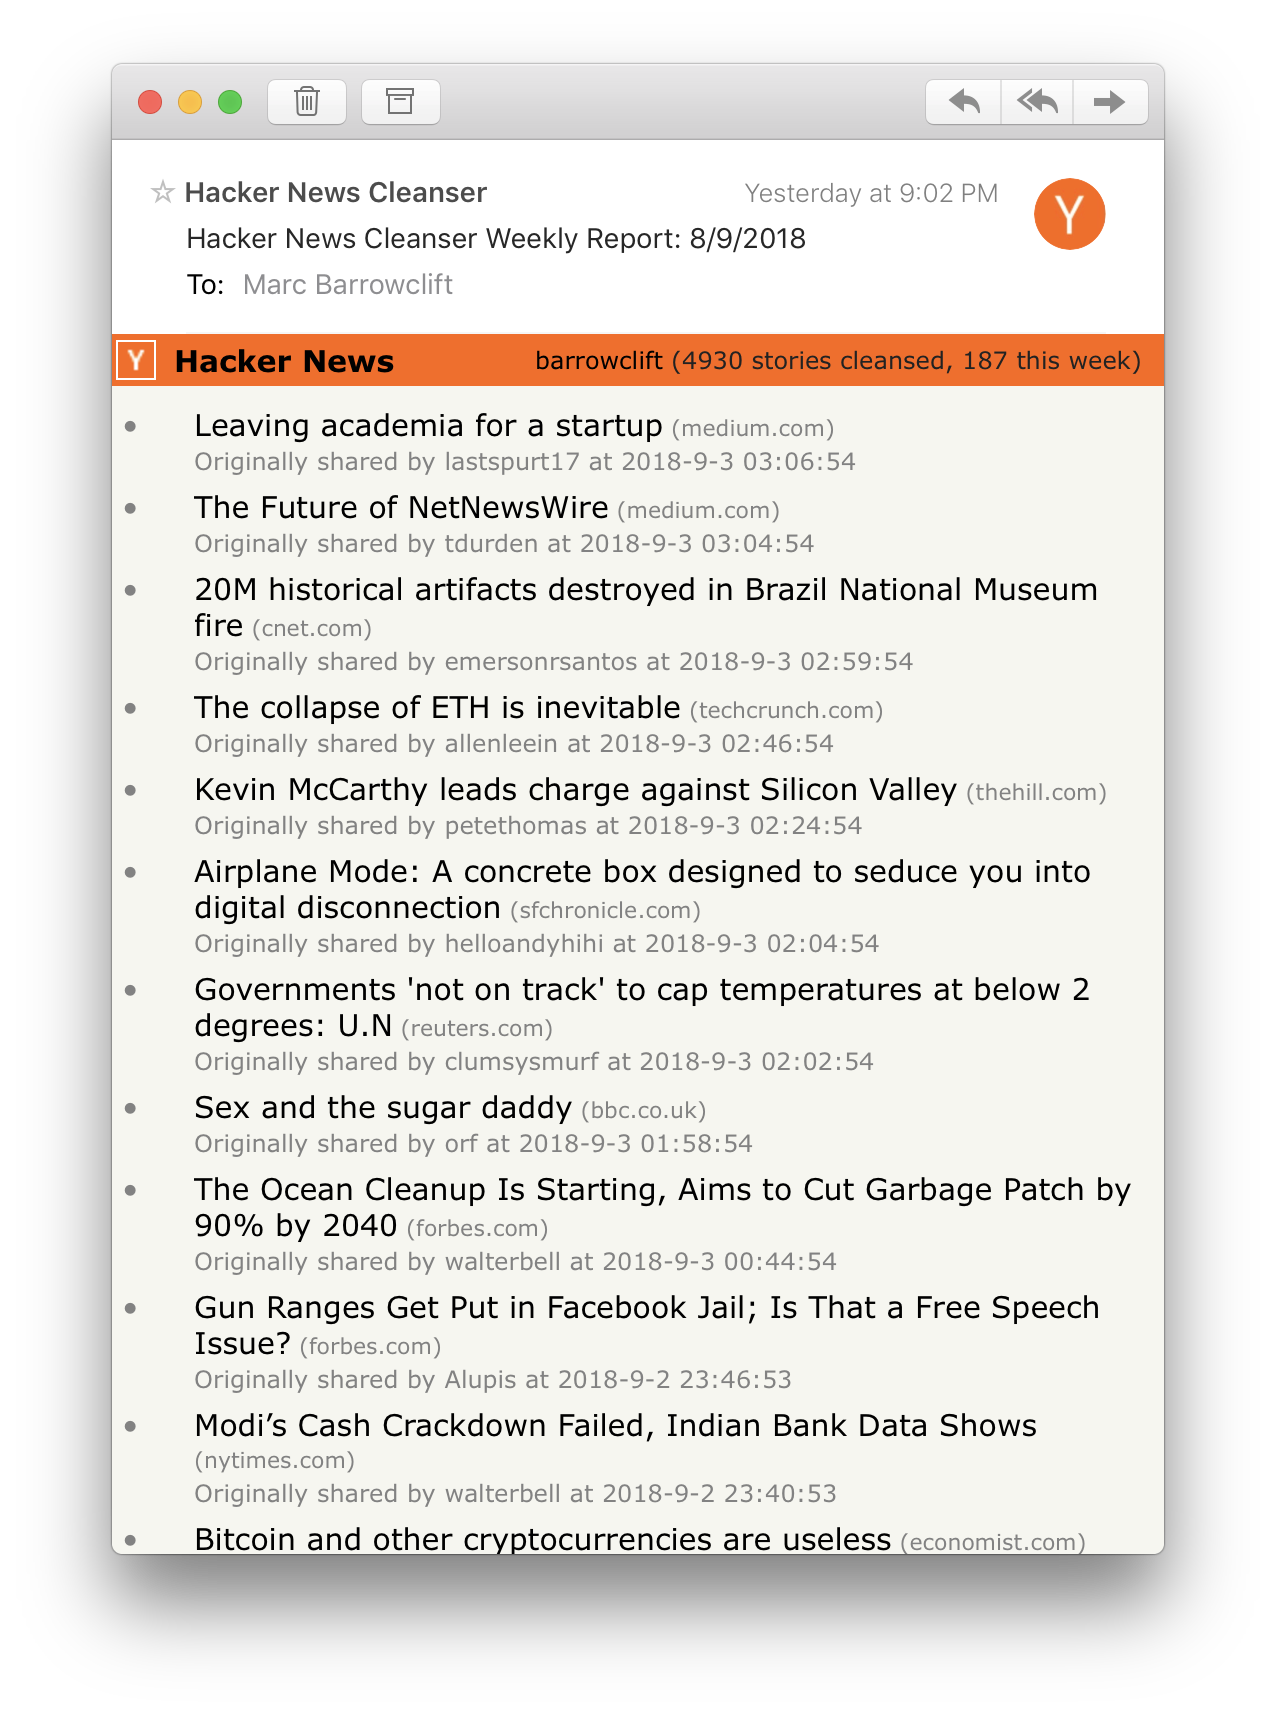 Hacker News Cleanser
Yesterday at 9:02 PM
Y
Hacker News Cleanser Weekly Report: 8/9/2018
To: Marc Barrowclift
Y Hacker News barrowclift (4930 stories cleansed, 187 this week)
• Leaving academia for a startup (medium.com)
Originally shared by lastspurt17 at 2018-9-3 03:06:54
• The Future of NetNewsWire (medium.com)
Originally shared by tdurden at 2018-9-3 03:04:54
• 20M historical artifacts destroyed in Brazil National Museum
fire (cnet.com)
Originally shared by emersonrsantos at 2018-9-3 02:59:54
• The collapse of ETH is inevitable (techcrunch.com)
Originally shared by allenleein at 2018-9-3 02:46:54
• Kevin McCarthy leads charge against Silicon Valley (thehill.com)
Originally shared by petethomas at 2018-9-3 02:24:54
• Airplane Mode: A concrete box designed to seduce you into
digital disconnection (sfchronicle.com)
Originally shared by helloandyhihi at 2018-9-3 02:04:54
• Governments 'not on track' to cap temperatures at below 2
degrees: U.N (reuters.com)
Originally shared by clumsysmurf at 2018-9-3 02:02:54
• Sex and the sugar daddy (bbc.co.uk)
Originally shared by orf at 2018-9-3 01:58:54
• The Ocean Cleanup Is Starting, Aims to Cut Garbage Patch by
90% by 2040 (forbes.com)
Originally shared by walterbell at 2018-9-3 00:44:54
• Gun Ranges Get Put in Facebook Jail; Is That a Free Speech
Issue? (forbes.com)
Originally shared by Alupis at 2018-9-2 23:46:53
• Modi’s Cash Crackdown Failed, Indian Bank Data Shows
(nytimes.com)
Originally shared by walterbell at 2018-9-2 23:40:53
• Bitcoin and other cryptocurrencies are useless (economist.com)